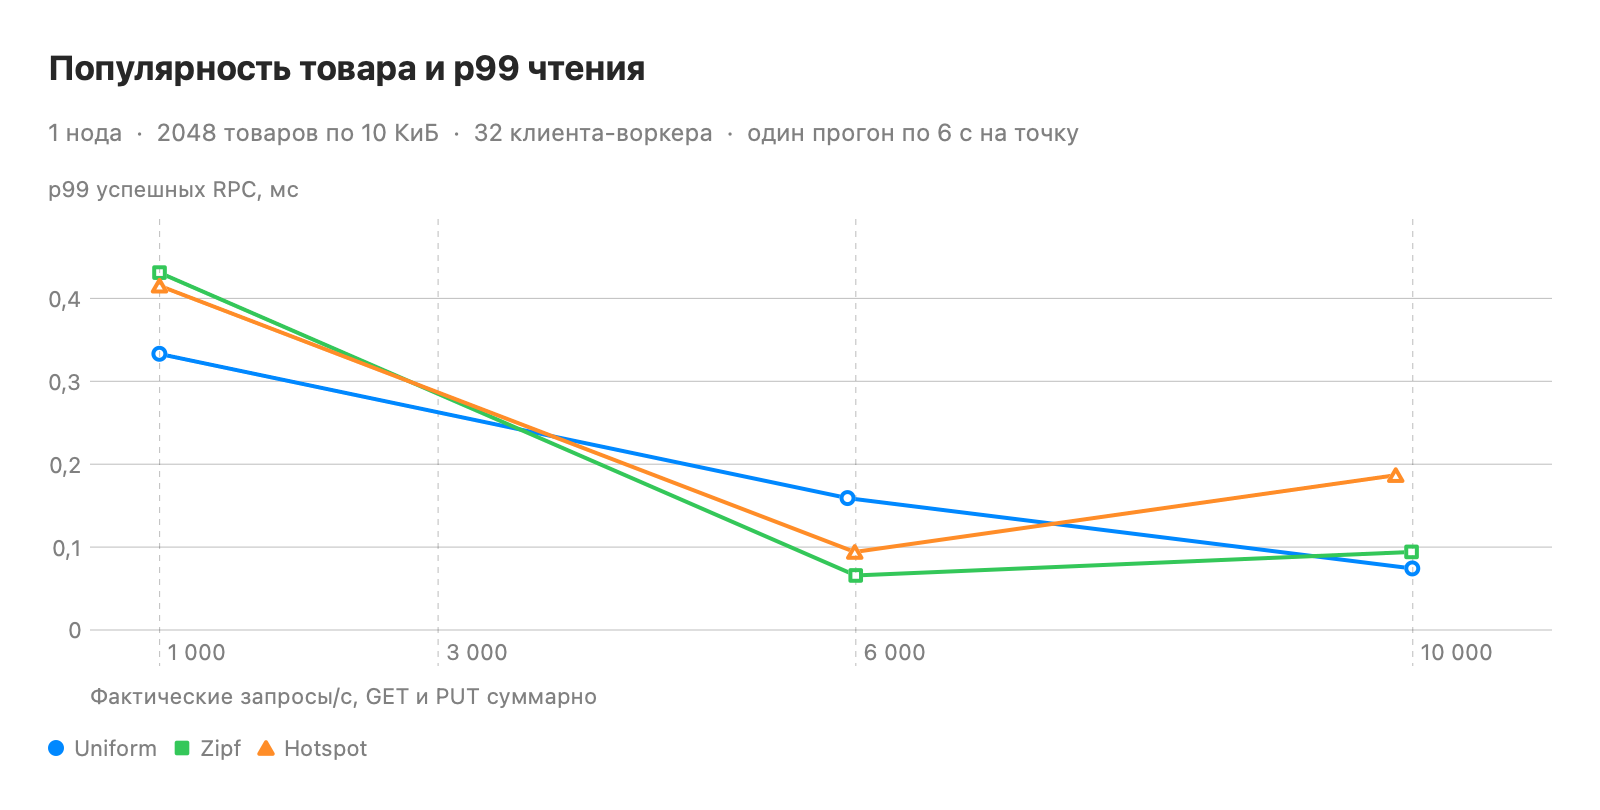 Популярность товара и p99 чтения
1 нода · 2048 товаров по 10 КиБ · 32 клиента-воркера · один прогон по 6 с на точку
p99 успешных RPC, мс
0,4
0,3
0,2
0,1
0
1 000 3 000 6 000 10 000
Фактические запросы/с, GET и PUT суммарно
Uniform Zipf Hotspot